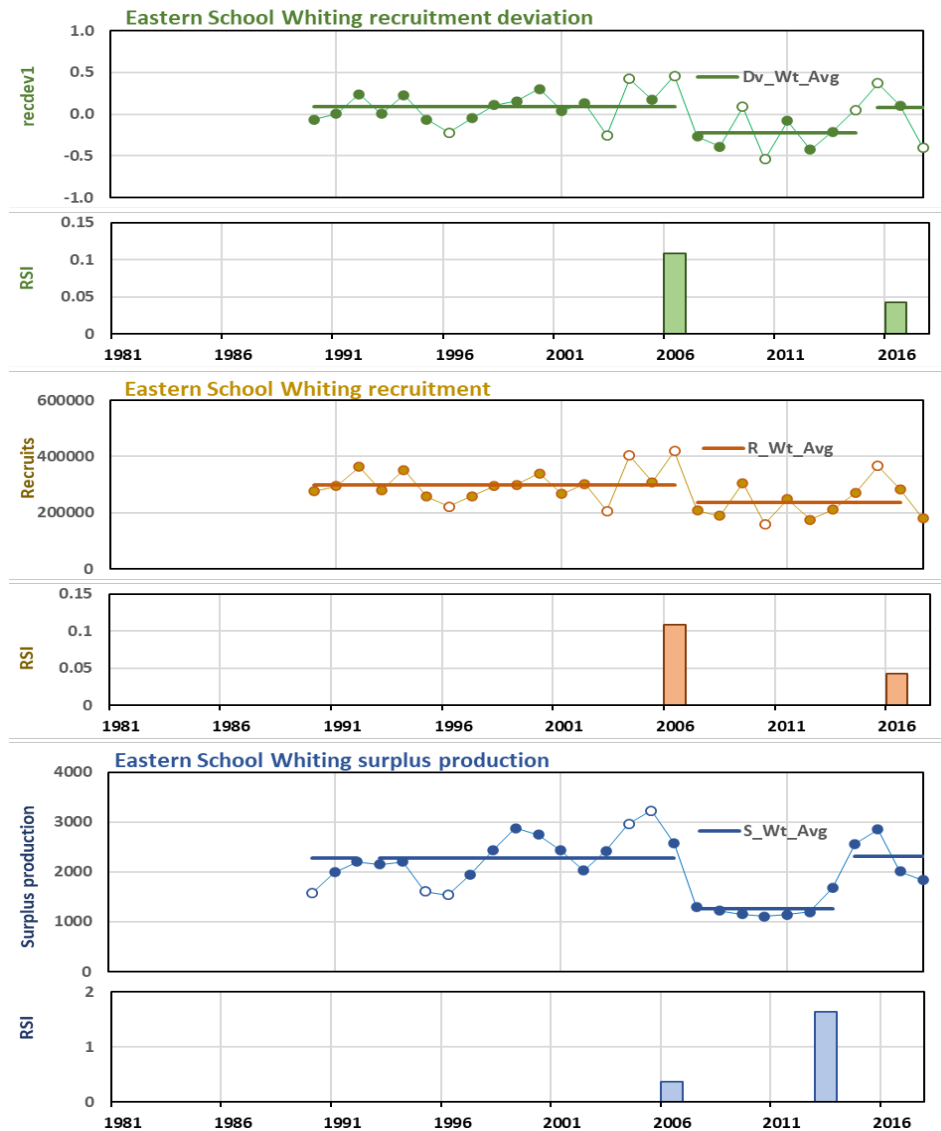 Eastern School Whiting recruitment deviation
recdev1
1.0
0.5
0.0
-0.5
-1.0
Dv_Wt_Avg
RSI
0.15
0.1
0.05
0
1981 1986 1991 1996 2001 2006 2011 2016
Eastern School Whiting recruitment
Recruits
600000
400000
200000
0
R_Wt_Avg
RSI
0.15
0.1
0.05
0
1981 1986 1991 1996 2001 2006 2011 2016
Eastern School Whiting surplus production
Surplus production
4000
3000
2000
1000
0
S_Wt_Avg
RSI
2
1
0
1981 1986 1991 1996 2001 2006 2011 2016